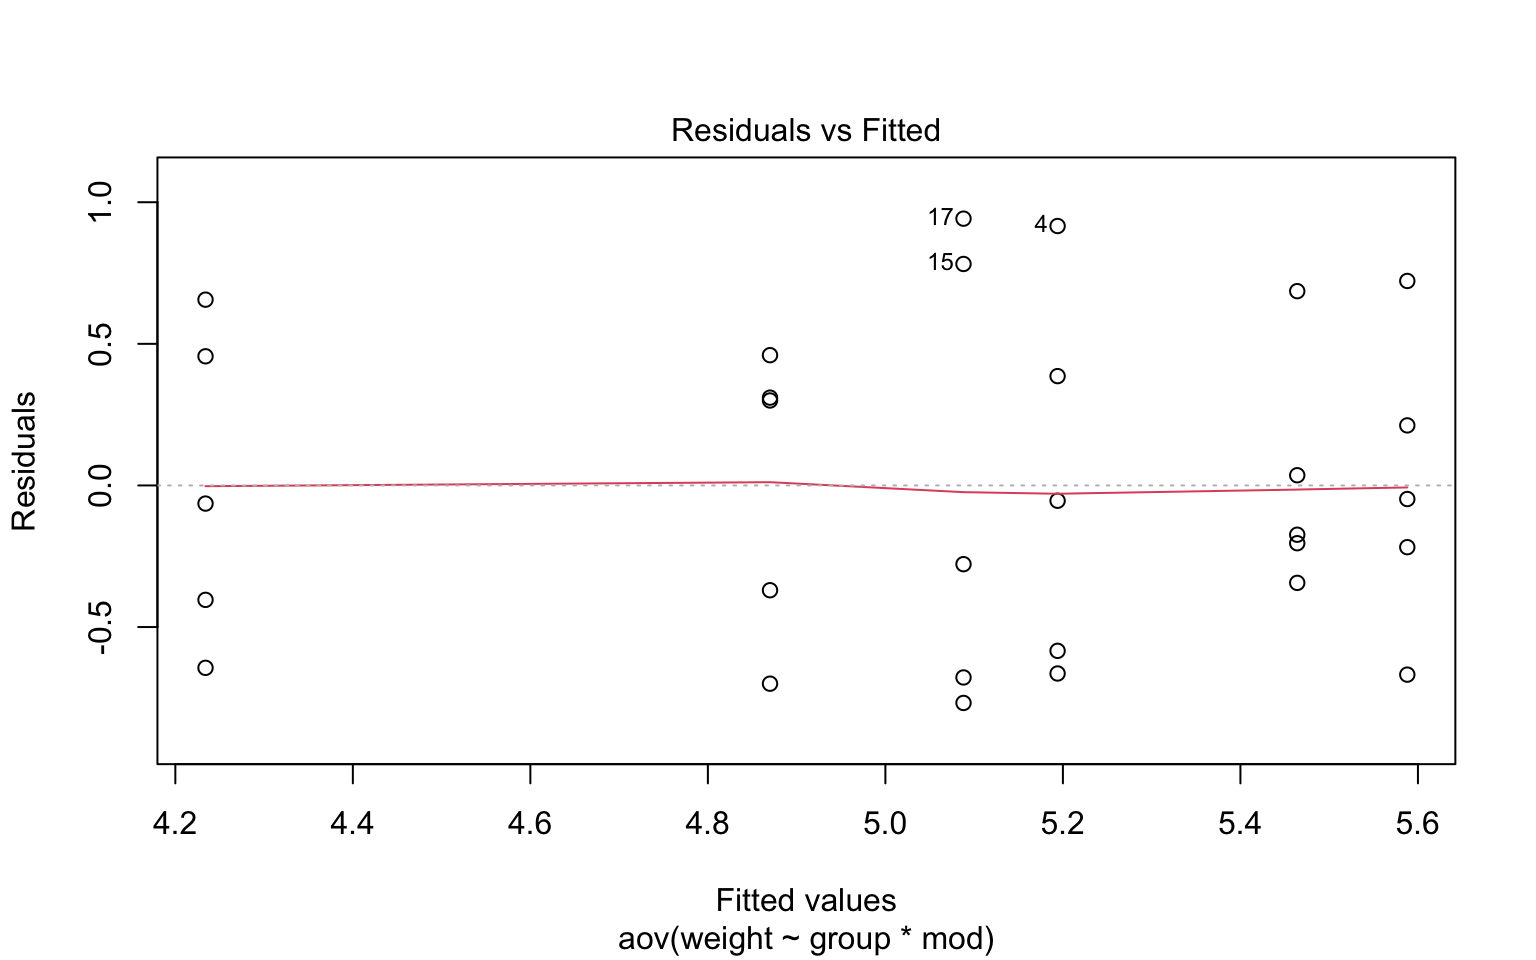 Residuals vs Fitted
Residuals
1.0
0.5
0.0
-0.5
17
4
15
4.2 4.4 4.6 4.8 5.0 5.2 5.4 5.6
Fitted values
aov(weight ~ group * mod)